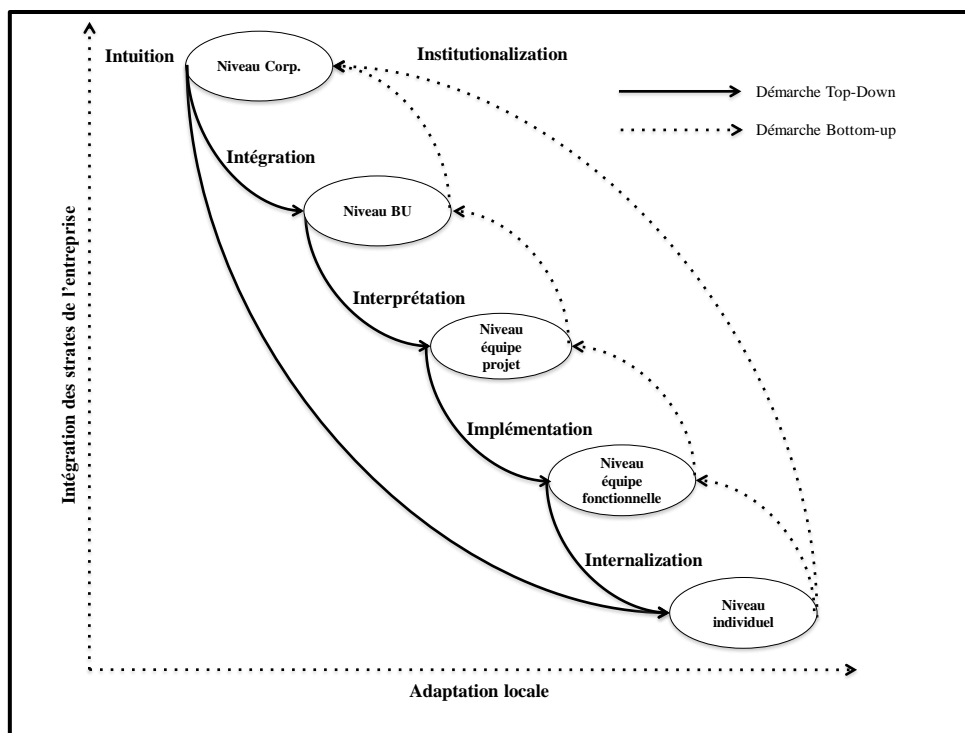 Intuition
Niveau Corp.
Institutionalization
Démarche Top-Down
Démarche Bottom-up
Intégration
Niveau BU
Interprétation
Niveau
équipe
projet
Implémentation
Niveau
équipe
fonctionnelle
Internalization
Niveau
individuel
Intégration des strates de l’entreprise
Adaptation locale